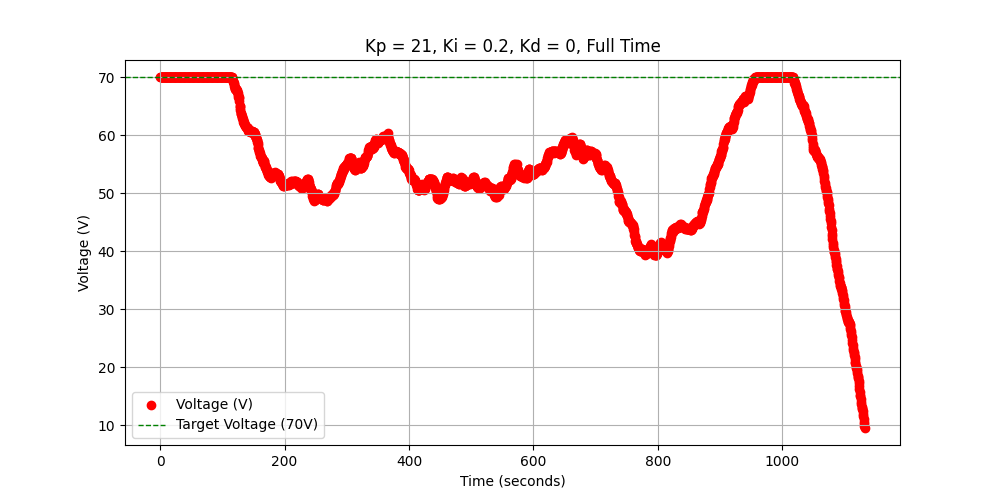 Kp = 21, Ki = 0.2, Kd = 0, Full Time
Voltage (V)
70
60
50
40
30
20
10
Voltage (V)
Target Voltage (70V)
0 200 400 600 800 1000
Time (seconds)